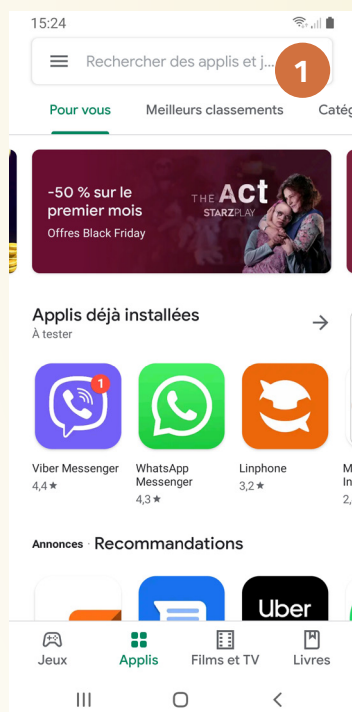 15:24
Rechercher des applis et j...
1
Pour vous Meilleurs classements Catég
-50 % sur le
premier mois
Offres Black Friday
THE ACt
STARZPLAY
Applis déjà installées
À tester
1
Viber Messenger
4,4 ★
WhatsApp
Messenger
4,3 ★
Linphone
3,2 ★
M
In
2,
Annonces · Recommandations
Uber
Jeux Applis Films et TV Livres